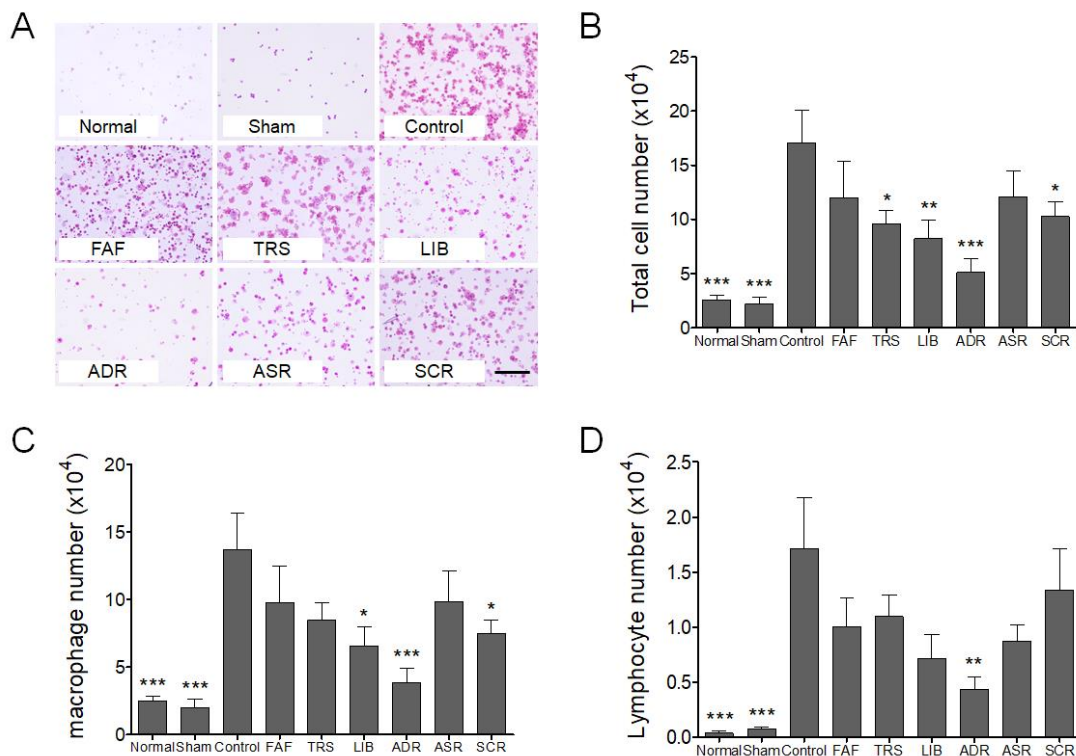 A
Normal Sham Control
FAF TRS LIB
ADR ASR SCR
B
Total cell number (x10⁴)
25
20
15
10
5
0
*** *** * ** *** *
Normal Sham Control FAF TRS LIB ADR ASR SCR
C
macrophage number (x10⁴)
20
15
10
5
0
*** *** * *** *
Normal Sham Control FAF TRS LIB ADR ASR SCR
D
Lymphocyte number (x10⁴)
2.5
2.0
1.5
1.0
0.5
0.0
*** *** **
Normal Sham Control FAF TRS LIB ADR ASR SCR